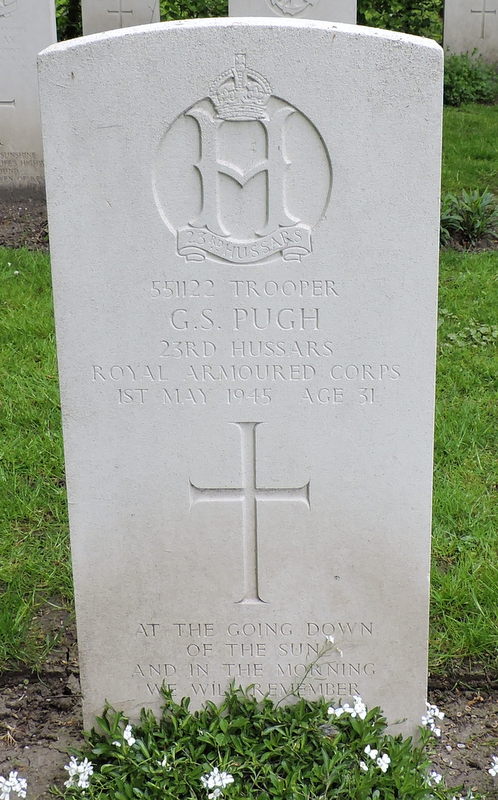 H
M
23RD HUSSARS
551122 TROOPER
G.S. PUGH
23RD HUSSARS
ROYAL ARMOURED CORPS
1ST MAY 1945 AGE 31
AT THE GOING DOWN
OF THE SUN
AND IN THE MORNING
WE WILL REMEMBER